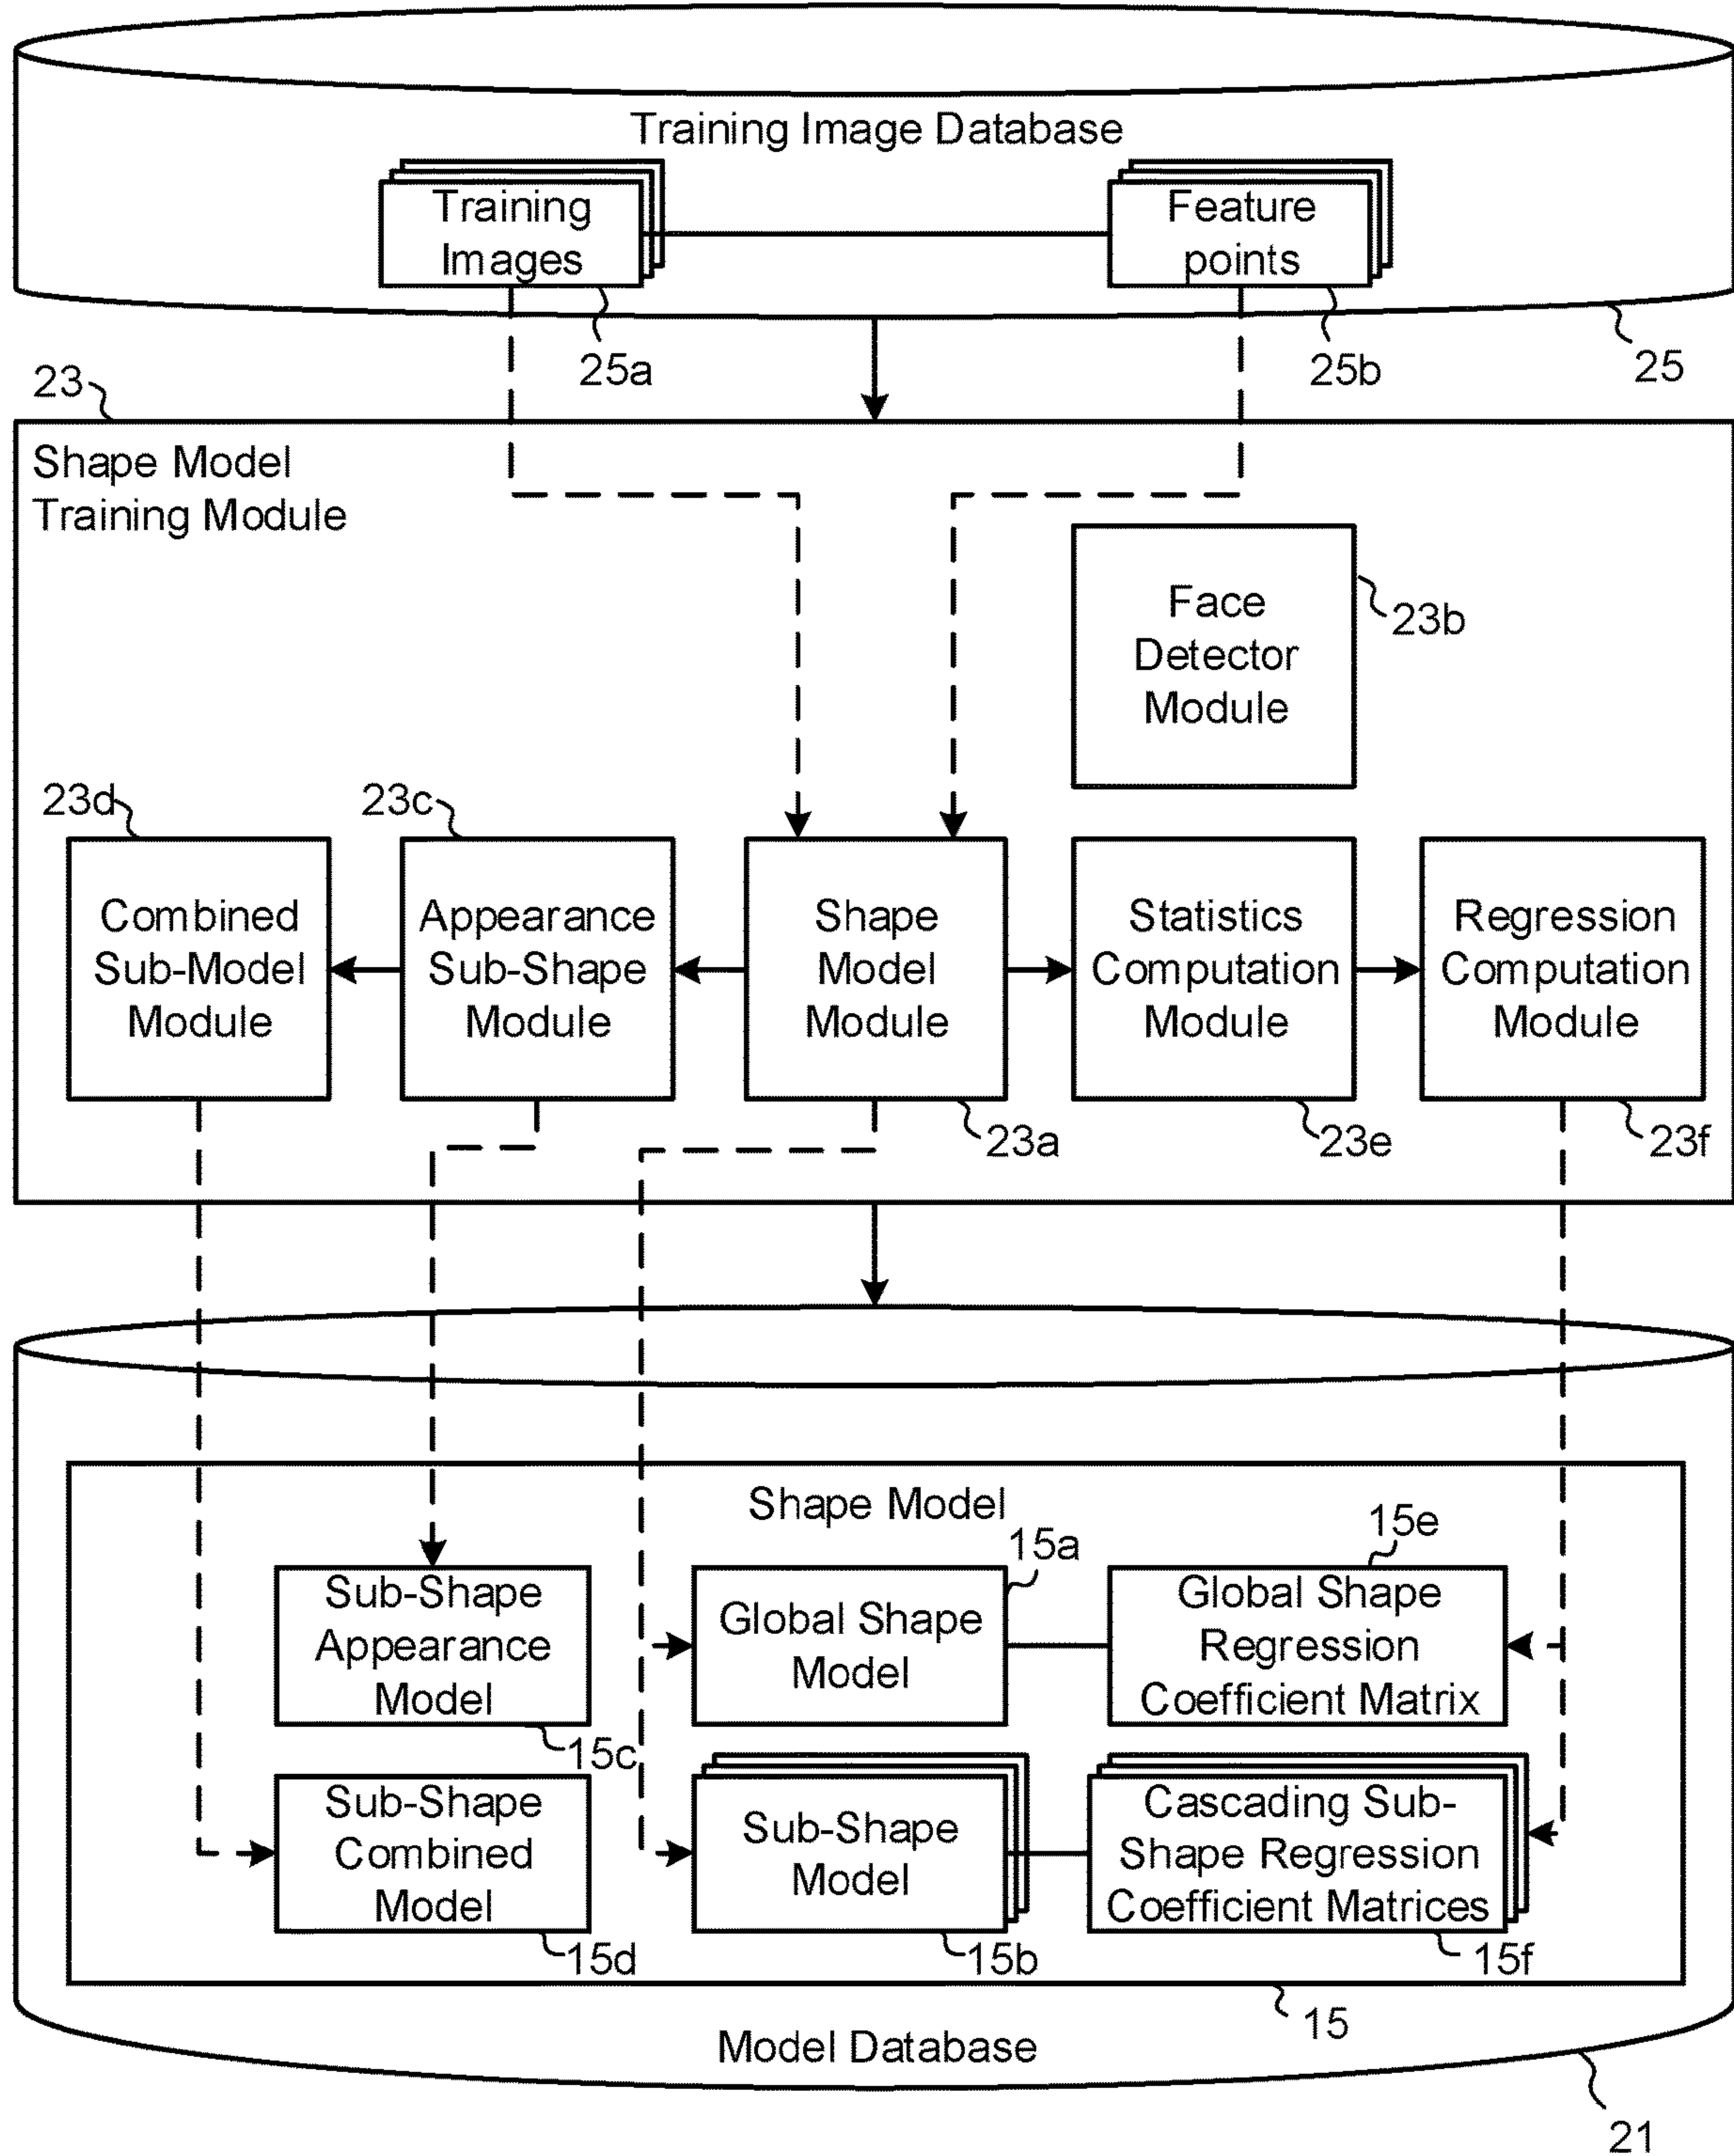 Training Image Database
Training
Images
Feature
points
25a
25b
25
23
Shape Model
Training Module
Face
Detector
Module
23b
23d
23c
Combined
Sub-Model
Module
Appearance
Sub-Shape
Module
Shape
Model
Module
Statistics
Computation
Module
Regression
Computation
Module
23a
23e
23f
Shape Model
15a
15e
Sub-Shape
Appearance
Model
Global Shape
Model
Global Shape
Regression
Coefficient Matrix
15c
Sub-Shape
Combined
Model
Sub-Shape
Model
Cascading Sub-
Shape Regression
Coefficient Matrices
15d
15b
15f
15
Model Database
21